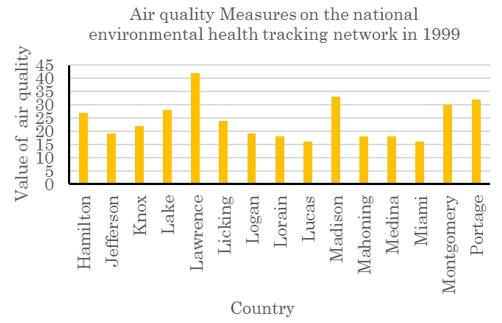 Air quality Measures on the national
environmental health tracking network in 1999
Value of air quality
45
40
35
30
25
20
15
10
5
0
Hamilton
Jefferson
Knox
Lake
Lawrence
Licking
Logan
Lorain
Lucas
Madison
Mahoning
Medina
Miami
Montgomery
Portage
Country